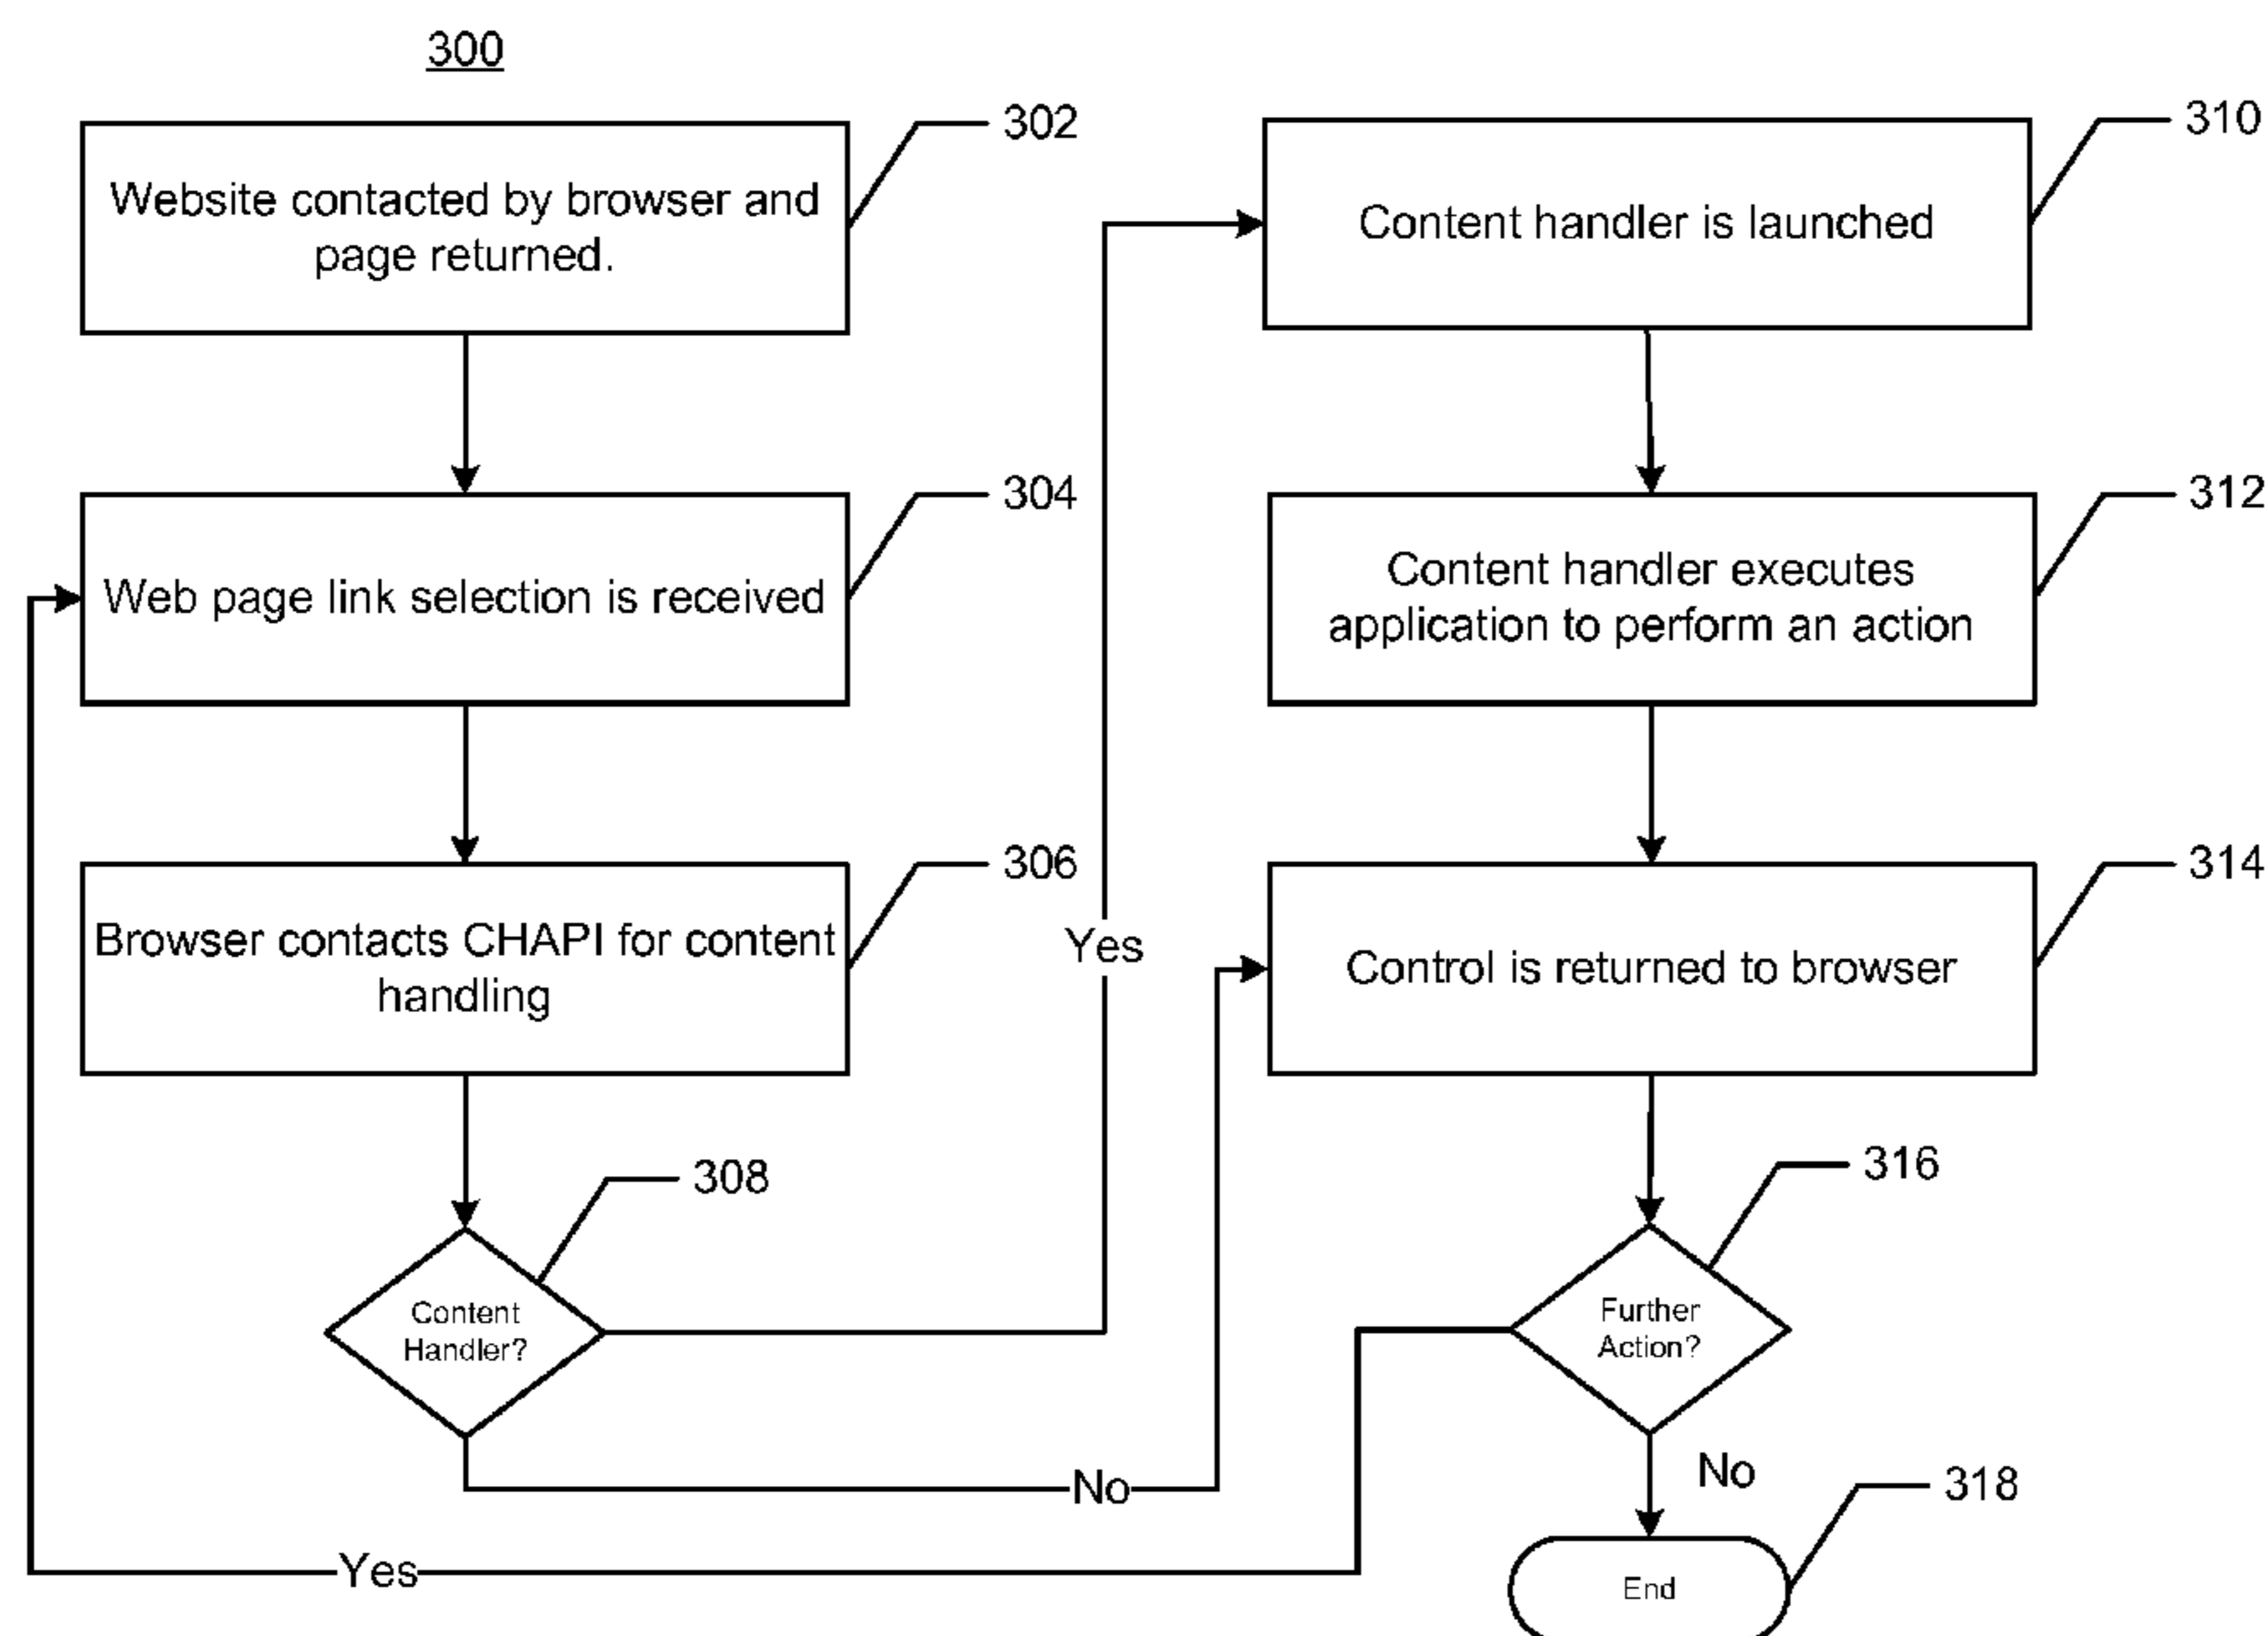 300
302
Website contacted by browser and
page returned.
304
Web page link selection is received
306
Browser contacts CHAPI for content
handling
308
Content
Handler?
Yes
No
310
Content handler is launched
312
Content handler executes
application to perform an action
314
Control is returned to browser
316
Further
Action?
Yes
No
318
End